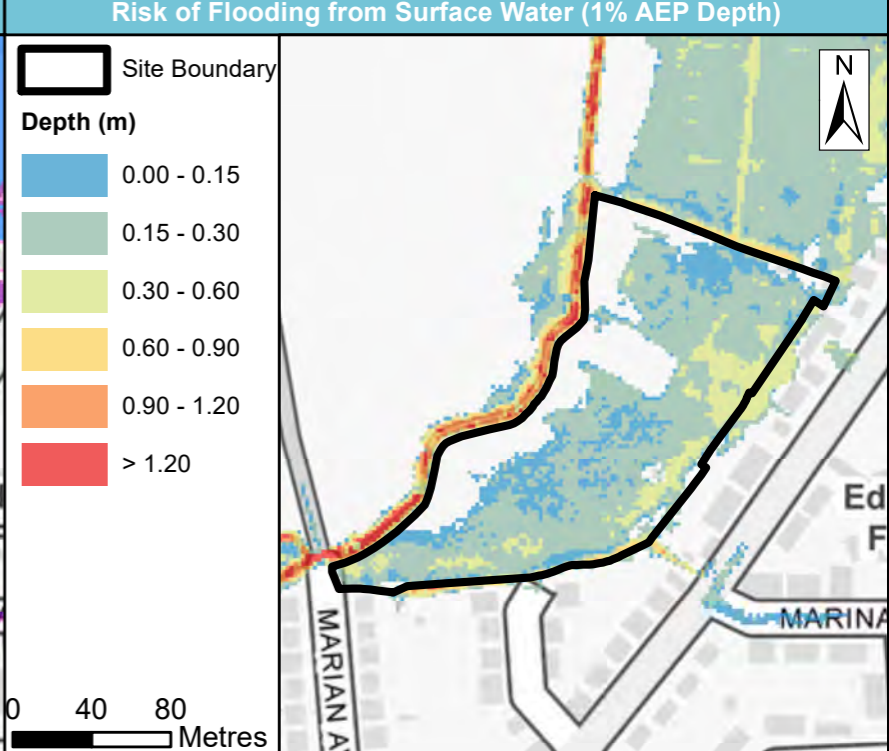 Risk of Flooding from Surface Water (1% AEP Depth)
Site Boundary
Depth (m)
0.00 - 0.15
0.15 - 0.30
0.30 - 0.60
0.60 - 0.90
0.90 - 1.20
> 1.20
0 40 80
Metres
N
Ed
F
MARINA
MARIAN AV